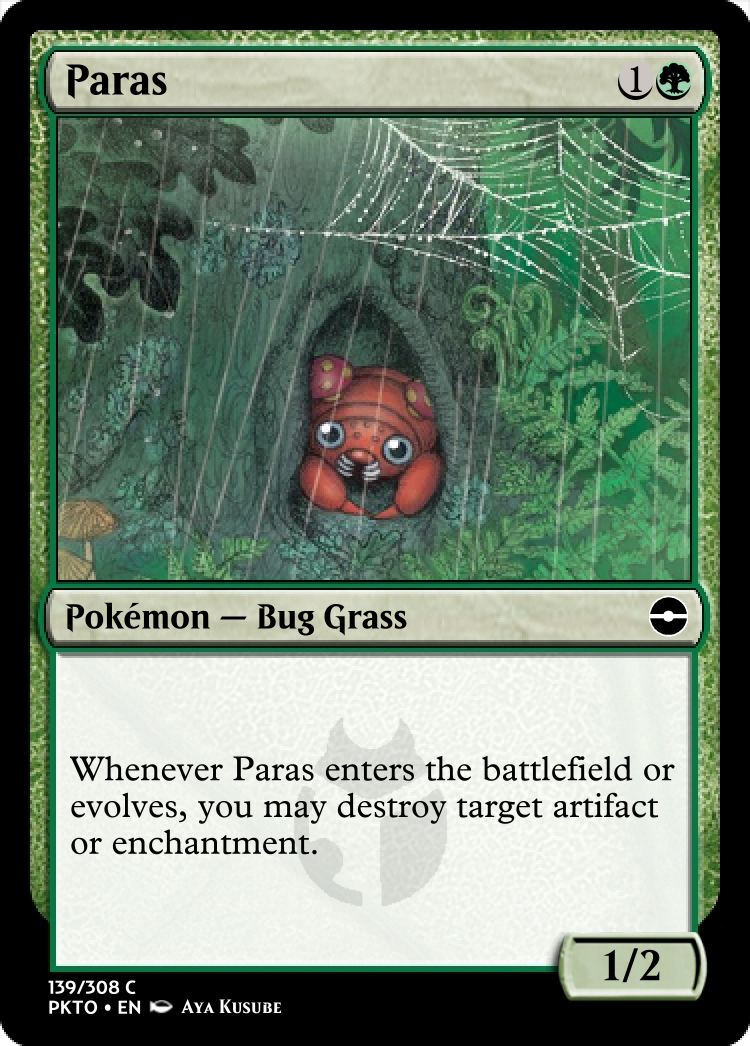 Paras 1
Pokémon — Bug Grass
Whenever Paras enters the battlefield or
evolves, you may destroy target artifact
or enchantment.
1/2
139/308 C
PKTO • EN Aya Kusube